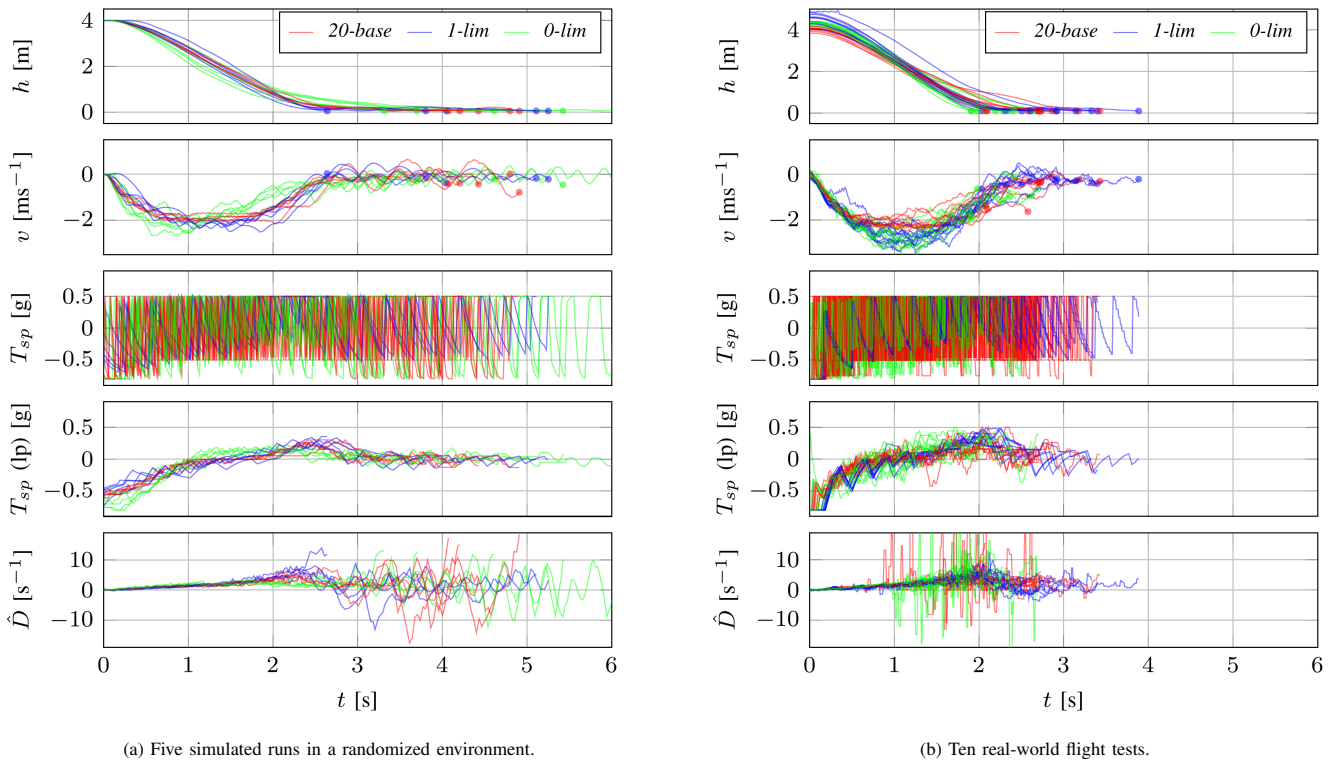 20-base 1-lim 0-lim
h [m]
4
2
0
v [ms⁻¹]
0
−2
T_sp [g]
0.5
0
−0.5
T_sp (lp) [g]
0.5
0
−0.5
D̂ [s⁻¹]
10
0
−10
0 1 2 3 4 5 6
t [s]
(a) Five simulated runs in a randomized environment.
20-base 1-lim 0-lim
h [m]
4
2
0
v [ms⁻¹]
0
−2
T_sp [g]
0.5
0
−0.5
T_sp (lp) [g]
0.5
0
−0.5
D̂ [s⁻¹]
10
0
−10
0 1 2 3 4 5 6
t [s]
(b) Ten real-world flight tests.